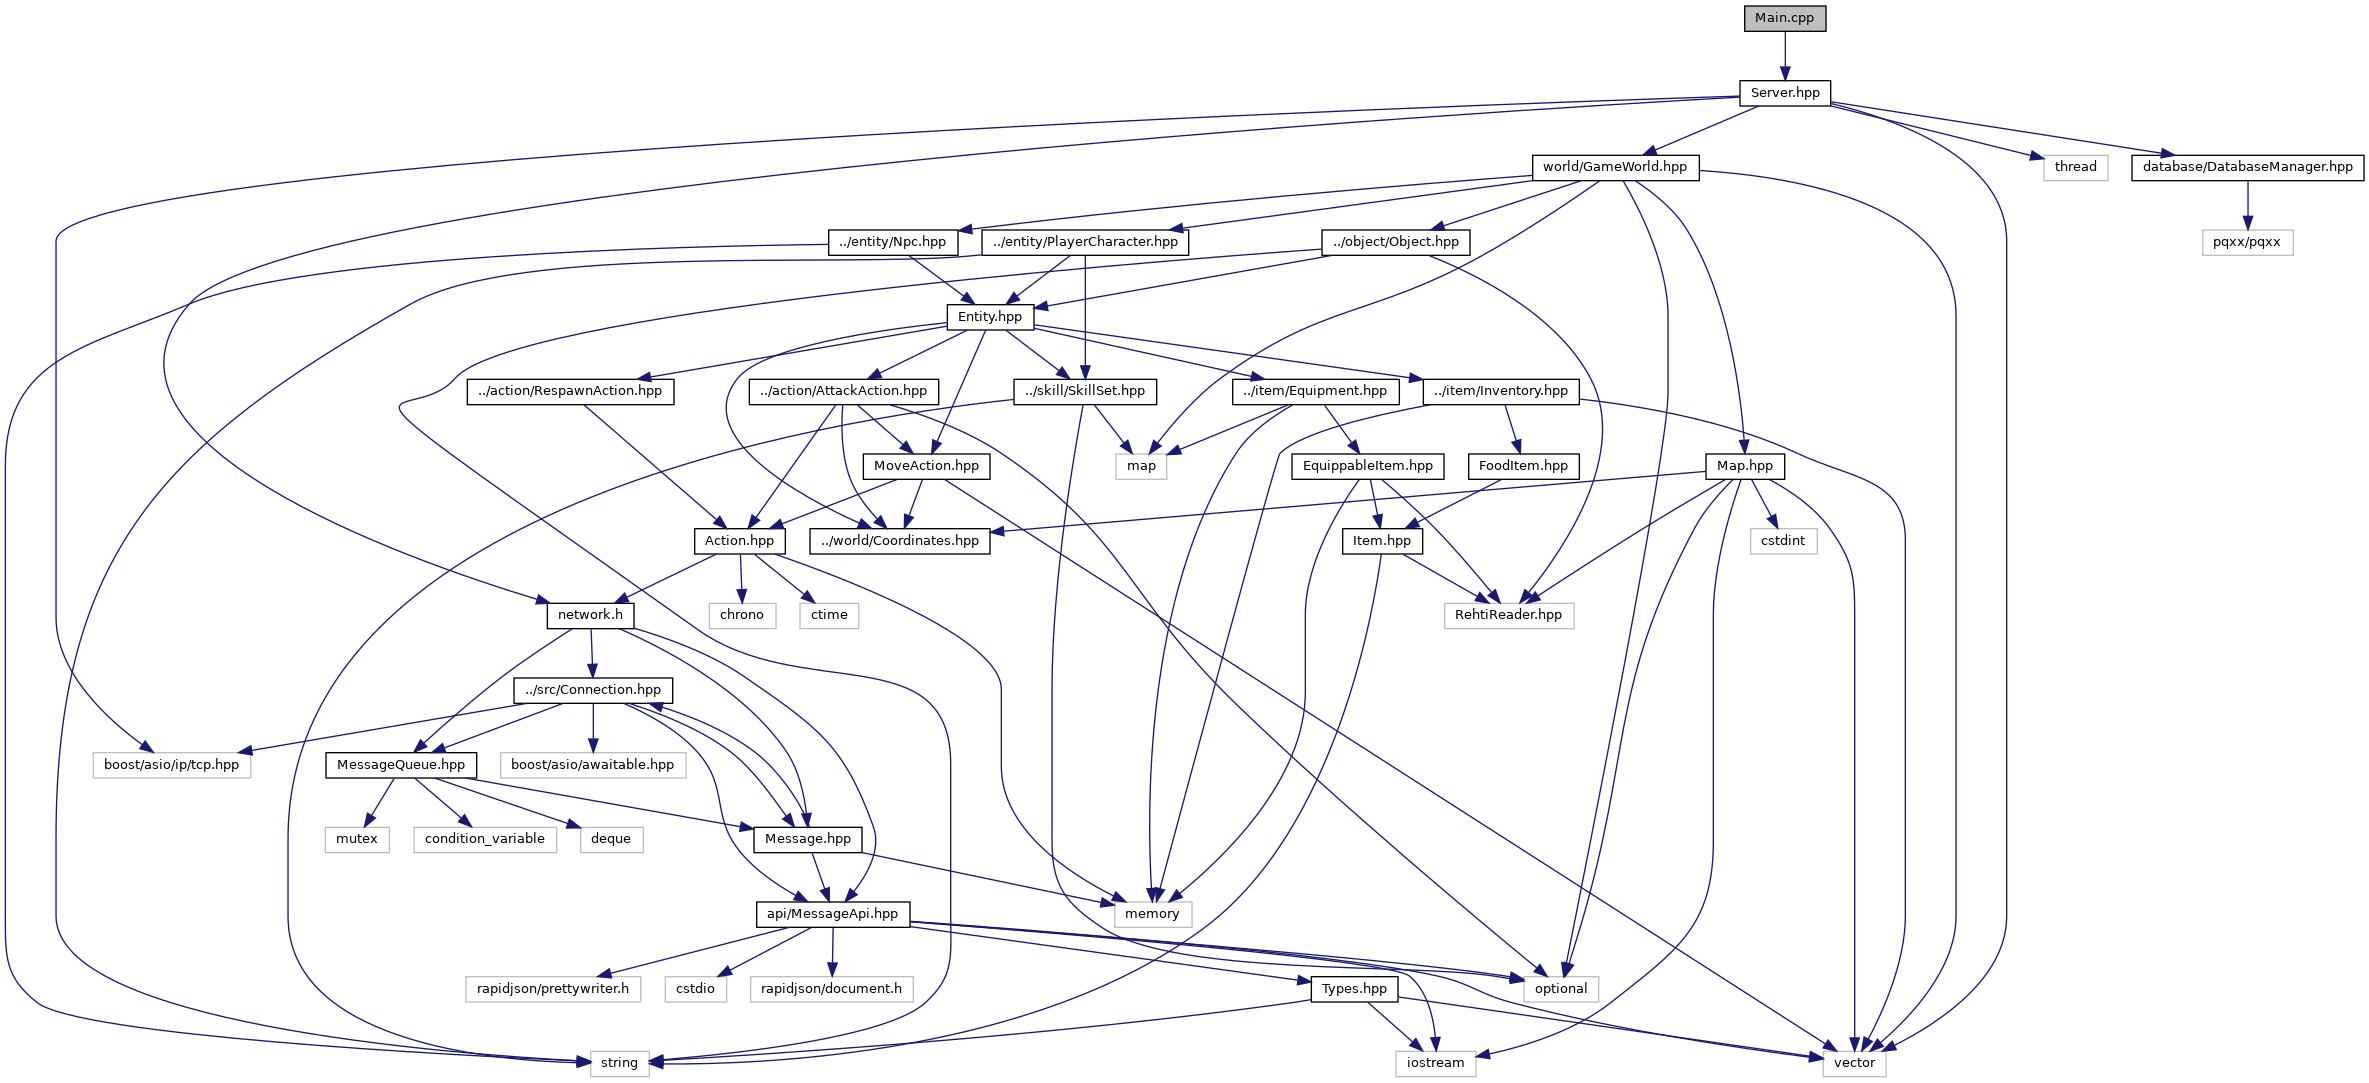 Main.cpp
Server.hpp
world/GameWorld.hpp
thread
database/DatabaseManager.hpp
../entity/Npc.hpp
../entity/PlayerCharacter.hpp
../object/Object.hpp
pqxx/pqxx
Entity.hpp
../action/RespawnAction.hpp
../action/AttackAction.hpp
../skill/SkillSet.hpp
../item/Equipment.hpp
../item/Inventory.hpp
MoveAction.hpp
map
EquippableItem.hpp
FoodItem.hpp
Map.hpp
Action.hpp
../world/Coordinates.hpp
Item.hpp
cstdint
network.h
chrono
ctime
RehtiReader.hpp
../src/Connection.hpp
boost/asio/ip/tcp.hpp
MessageQueue.hpp
boost/asio/awaitable.hpp
mutex
condition_variable
deque
Message.hpp
api/MessageApi.hpp
memory
rapidjson/prettywriter.h
cstdio
rapidjson/document.h
Types.hpp
optional
string
iostream
vector